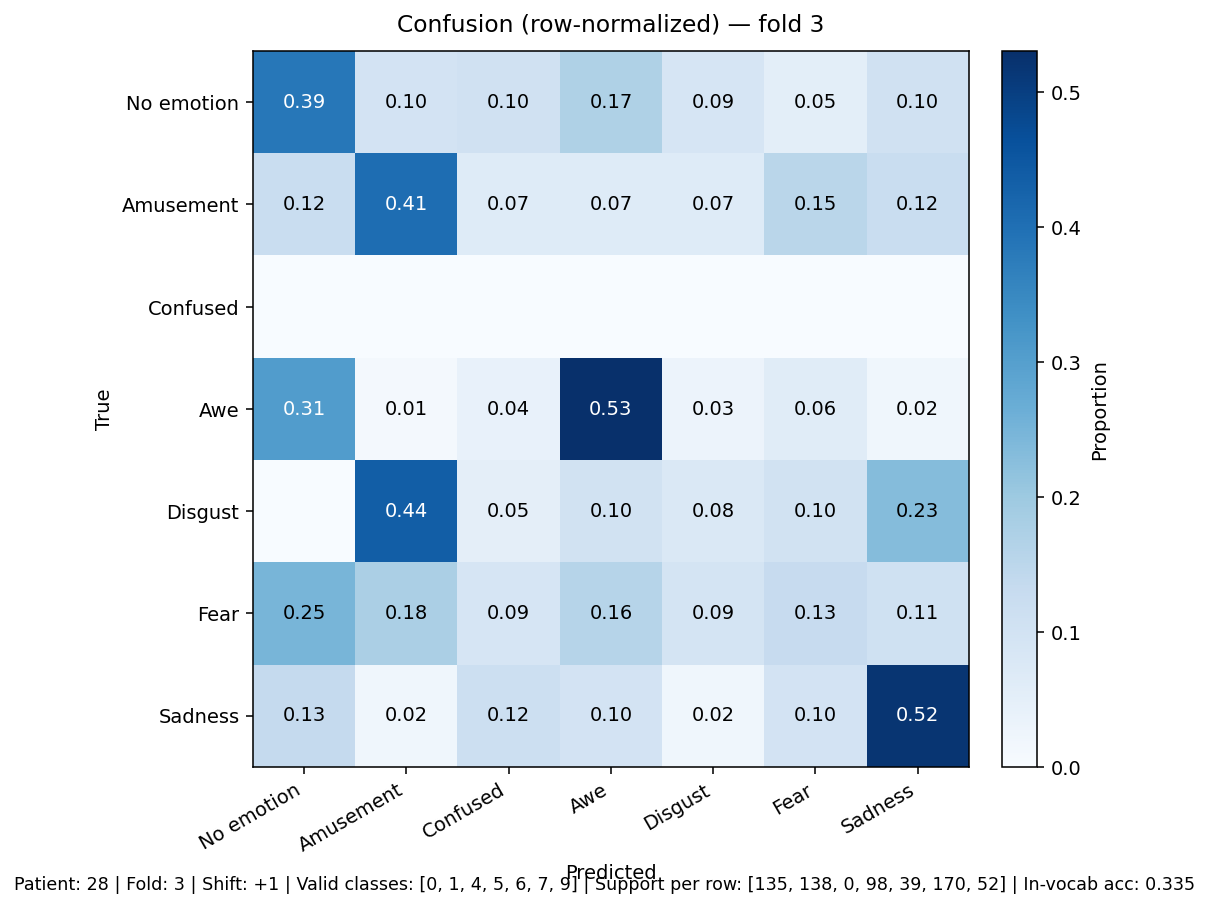 Confusion (row-normalized) — fold 3
No emotion 0.39 0.10 0.10 0.17 0.09 0.05 0.10
Amusement 0.12 0.41 0.07 0.07 0.07 0.15 0.12
Confused
Awe 0.31 0.01 0.04 0.53 0.03 0.06 0.02
Disgust 0.44 0.05 0.10 0.08 0.10 0.23
Fear 0.25 0.18 0.09 0.16 0.09 0.13 0.11
Sadness 0.13 0.02 0.12 0.10 0.02 0.10 0.52
True
No emotion Amusement Confused Awe Disgust Fear Sadness
Predicted
0.5
0.4
0.3
0.2
0.1
0.0
Proportion
Patient: 28 | Fold: 3 | Shift: +1 | Valid classes: [0, 1, 4, 5, 6, 7, 9] | Support per row: [135, 138, 0, 98, 39, 170, 52] | In-vocab acc: 0.335